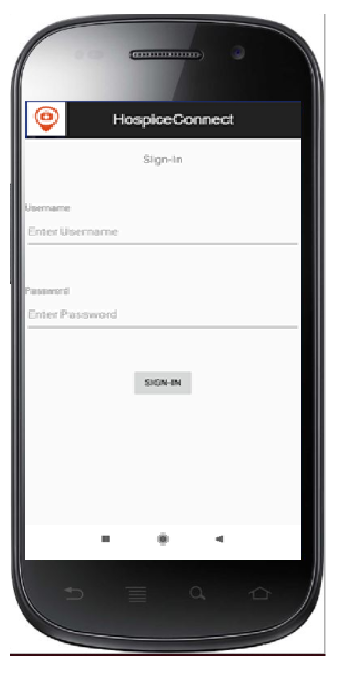 HospiceConnect
Sign-in
Username
Enter Username
Password
Enter Password
SIGN-IN